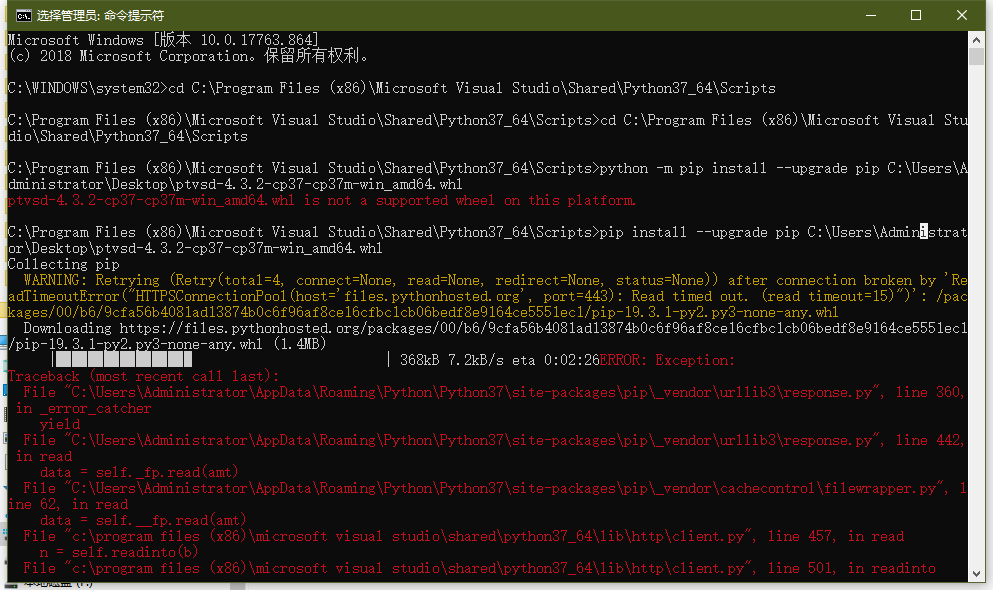 选择管理员: 命令提示符
Microsoft Windows [版本 10.0.17763.864]
(c) 2018 Microsoft Corporation。保留所有权利。
C:\WINDOWS\system32>cd C:\Program Files (x86)\Microsoft Visual Studio\Shared\Python37_64\Scripts
C:\Program Files (x86)\Microsoft Visual Studio\Shared\Python37_64\Scripts>cd C:\Program Files (x86)\Microsoft Visual Stu
dio\Shared\Python37_64\Scripts
C:\Program Files (x86)\Microsoft Visual Studio\Shared\Python37_64\Scripts>python -m pip install --upgrade pip C:\Users\A
dministrator\Desktop\ptvsd-4.3.2-cp37-cp37m-win_amd64.whl
ptvsd-4.3.2-cp37-cp37m-win_amd64.whl is not a supported wheel on this platform.
C:\Program Files (x86)\Microsoft Visual Studio\Shared\Python37_64\Scripts>pip install --upgrade pip C:\Users\Administrat
or\Desktop\ptvsd-4.3.2-cp37-cp37m-win_amd64.whl
Collecting pip
WARNING: Retrying (Retry(total=4, connect=None, read=None, redirect=None, status=None)) after connection broken by 'Re
adTimeoutError("HTTPSConnectionPool(host='files.pythonhosted.org', port=443): Read timed out. (read timeout=15)")': /pac
kages/00/b6/9cfa56b4081ad13874b0c6f96af8ce16cfbc1cb06bedf8e9164ce5551ec1/pip-19.3.1-py2.py3-none-any.whl
Downloading https://files.pythonhosted.org/packages/00/b6/9cfa56b4081ad13874b0c6f96af8ce16cfbc1cb06bedf8e9164ce5551ec1
/pip-19.3.1-py2.py3-none-any.whl (1.4MB)
| | 368kB 7.2kB/s eta 0:02:26ERROR: Exception:
Traceback (most recent call last):
File "C:\Users\Administrator\AppData\Roaming\Python\Python37\site-packages\pip\_vendor\urllib3\response.py", line 360,
in _error_catcher
yield
File "C:\Users\Administrator\AppData\Roaming\Python\Python37\site-packages\pip\_vendor\urllib3\response.py", line 442,
in read
data = self._fp.read(amt)
File "C:\Users\Administrator\AppData\Roaming\Python\Python37\site-packages\pip\_vendor\cachecontrol\filewrapper.py", l
ine 62, in read
data = self.__fp.read(amt)
File "c:\program files (x86)\microsoft visual studio\shared\python37_64\lib\http\client.py", line 457, in read
n = self.readinto(b)
File "c:\program files (x86)\microsoft visual studio\shared\python37_64\lib\http\client.py", line 501, in readinto